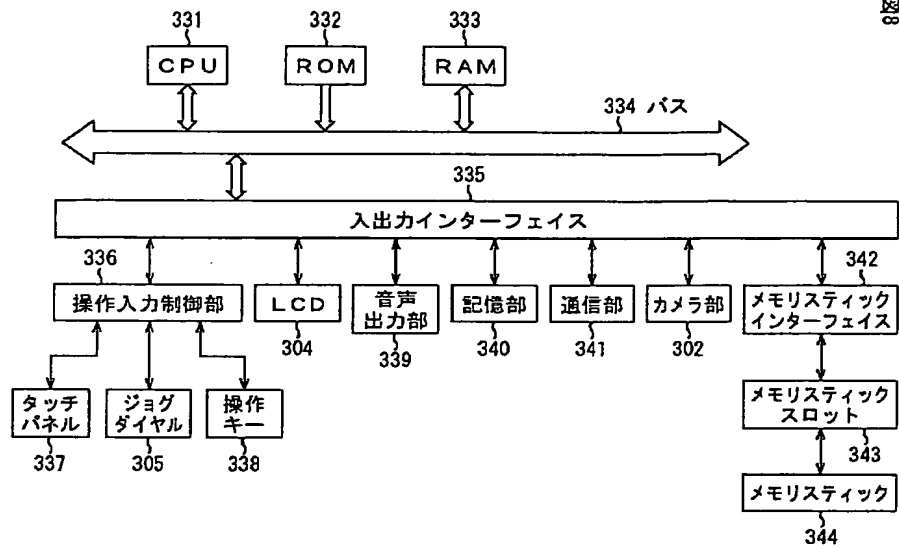 図8
331 332 333
CPU ROM RAM
334 バス
335
入出力インターフェイス
336 342
操作入力制御部 LCD 音声 記憶部 通信部 カメラ部 メモリスティック
出力部 インターフェイス
304 339 340 341 302
タッチ ジョグ 操作 メモリスティック
パネル ダイヤル キー スロット
337 305 338 343
メモリスティック
344